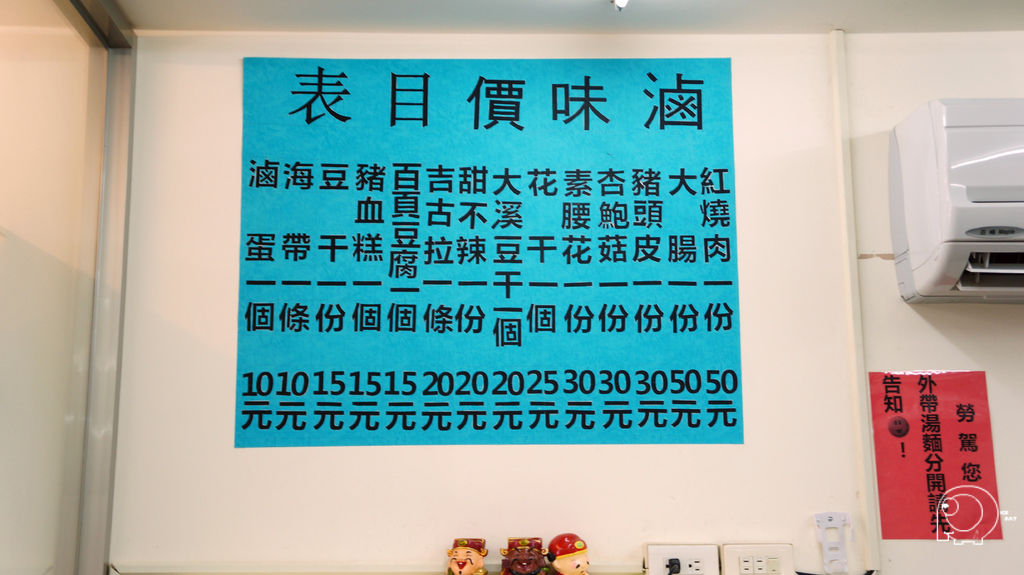 滷味價目表
紅燒肉一份50元
大腸一份50元
豬頭皮一份30元
杏鮑菇一份30元
素腰花一份30元
花干一個25元
大溪豆干一個20元
甜不辣一份20元
吉古拉一條20元
百頁豆腐一個15元
豬血糕一個15元
豆干一份15元
海帶一條10元
滷蛋一個10元
勞駕您
外帶湯麵分開請先
告知!